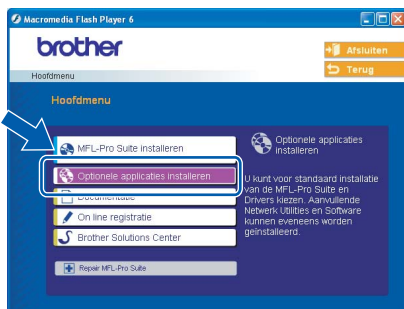 Macromedia Flash Player 6
brother
Afsluiten
Terug
Hoofdmenu
Hoofdmenu
MFL-Pro Suite installeren
Optionele applicaties installeren
Documentatie
On line registratie
Brother Solutions Center
Repair MFL-Pro Suite
Optionele applicaties
installeren
U kunt voor standaard installatie
van de MFL-Pro Suite en
Drivers kiezen. Aanvullende
Netwerk Utilities en Software
kunnen eveneens worden
geïnstalleerd.